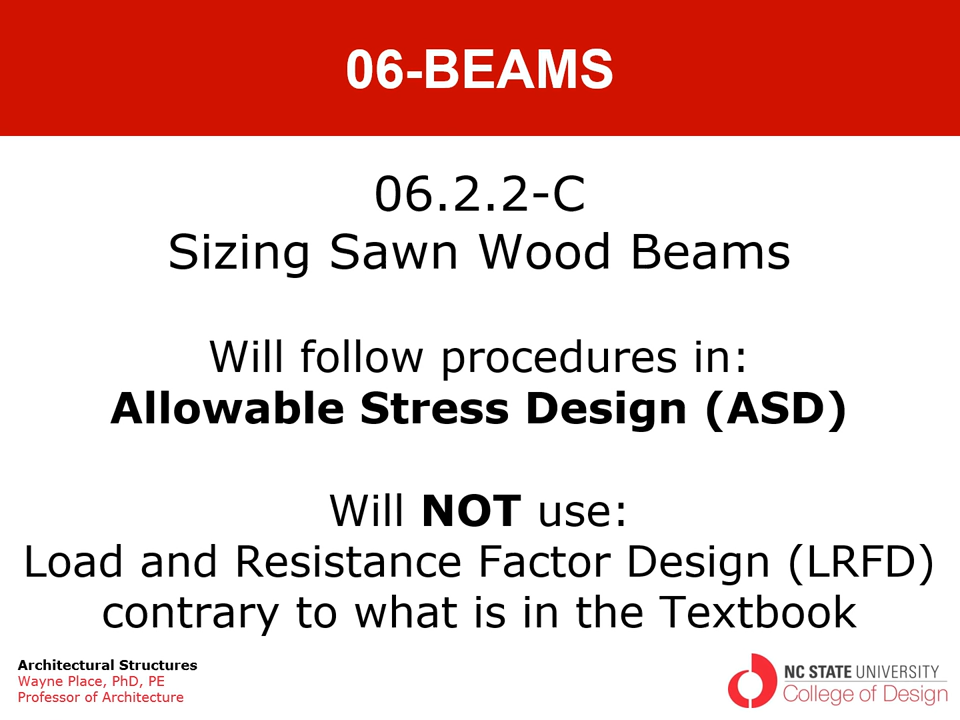 06-BEAMS
06.2.2-C
Sizing Sawn Wood Beams
Will follow procedures in:
Allowable Stress Design (ASD)
Will NOT use:
Load and Resistance Factor Design (LRFD)
contrary to what is in the Textbook
Architectural Structures
Wayne Place, PhD, PE
Professor of Architecture
NC STATE UNIVERSITY
College of Design